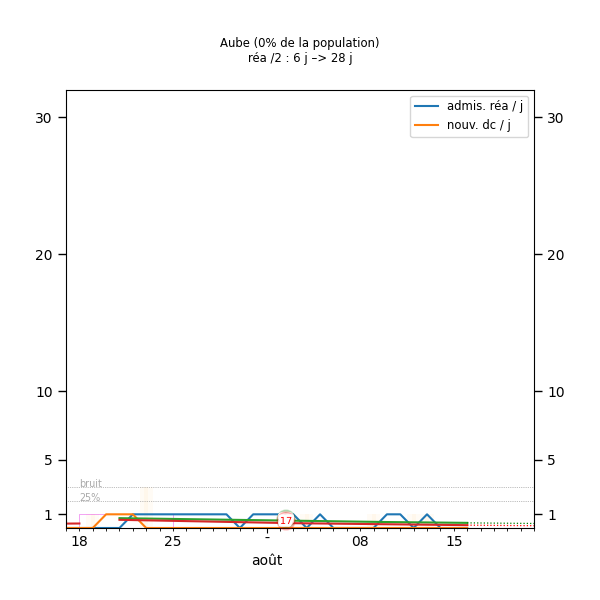 Aube (0% de la population)
réa /2 : 6 j –> 28 j
admis. réa / j
nouv. dc / j
30
30
20
20
10
10
5
5
bruit
25%
1
17
1
18
25
-
08
15
août